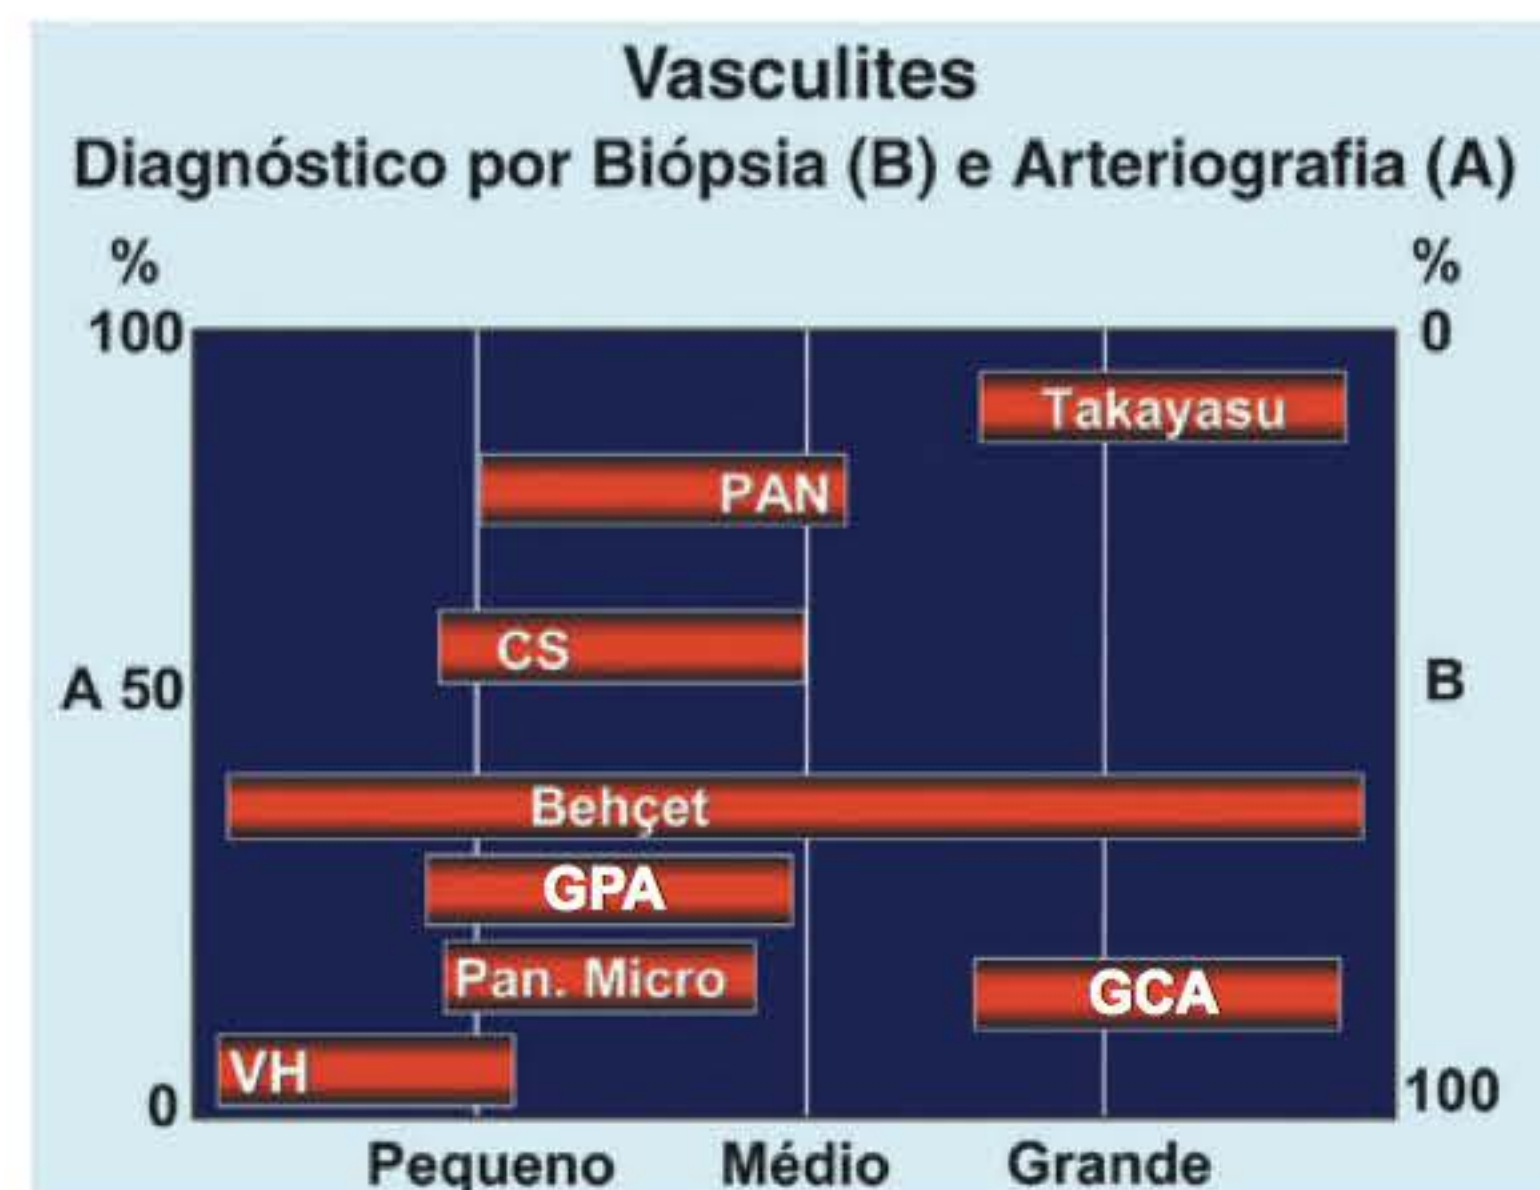 Vasculites
Diagnóstico por Biópsia (B) e Arteriografia (A)
% %
100 0
Takayasu
PAN
CS
A 50 B
Behçet
GPA
Pan. Micro
GCA
VH
0 100
Pequeno Médio Grande